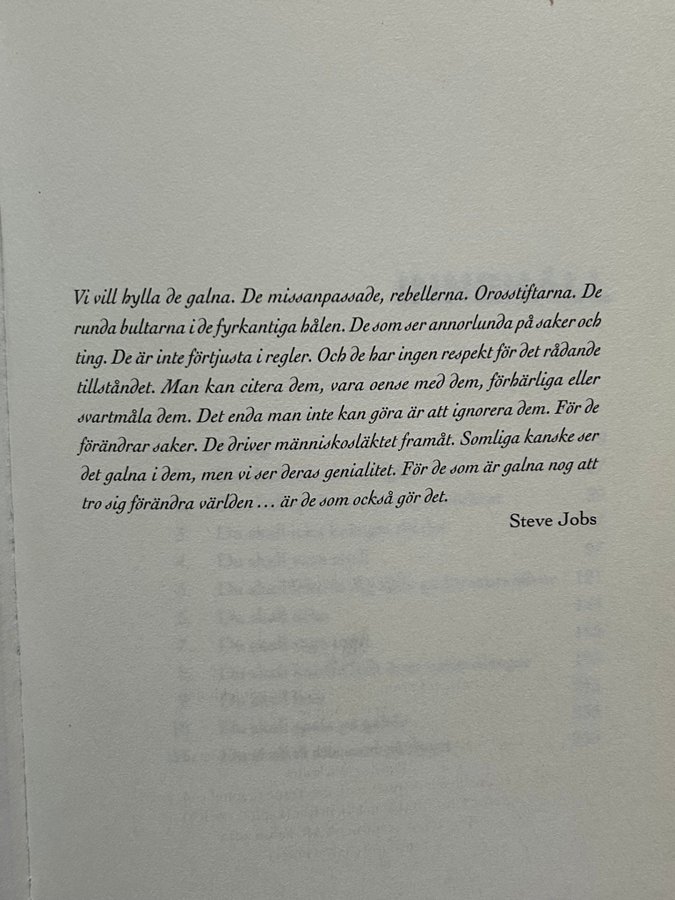 Vi vill hylla de galna. De missanpassade, rebellerna. Orosstiftarna. De
runda bultarna i de fyrkantiga hålen. De som ser annorlunda på saker och
ting. De är inte förtjusta i regler. Och de har ingen respekt för det rådande
tillståndet. Man kan citera dem, vara oense med dem, förhärliga eller
svartmåla dem. Det enda man inte kan göra är att ignorera dem. För de
förändrar saker. De driver människosläktet framåt. Somliga kanske ser
det galna i dem, men vi ser deras genialitet. För de som är galna nog att
tro sig förändra världen … är de som också gör det.
Steve Jobs